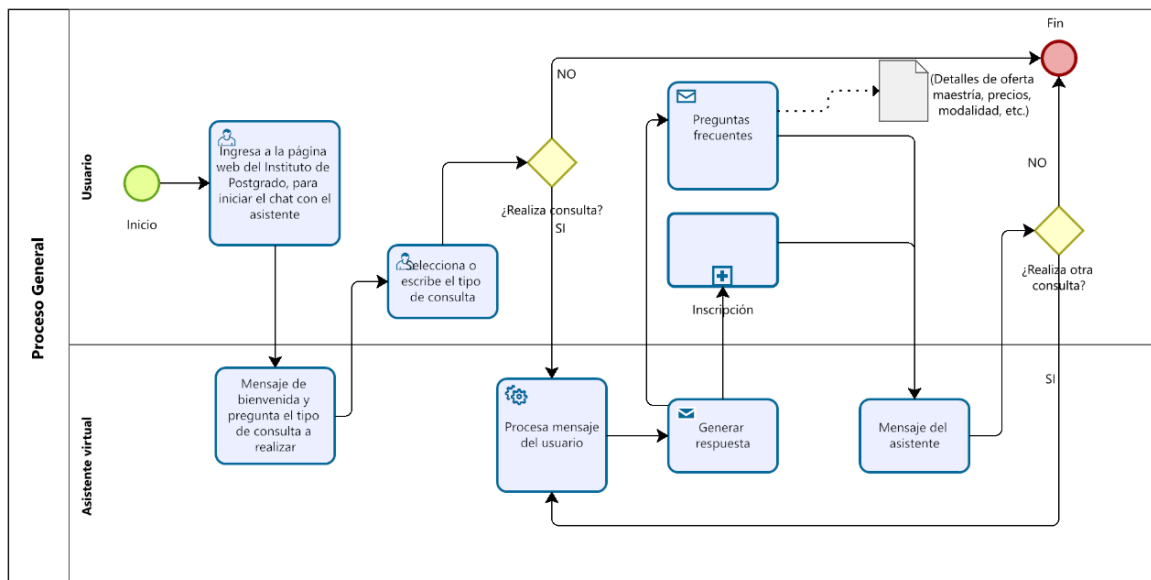 Proceso General
Usuario
Asistente virtual
Inicio
Ingresa a la página
web del Instituto de
Postgrado, para
iniciar el chat con el
asistente
Mensaje de
bienvenida y
pregunta el tipo
de consulta a
realizar
Selecciona o
escribe el tipo
de consulta
¿Realiza consulta?
NO
SI
Procesa mensaje
del usuario
Generar
respuesta
Preguntas
frecuentes
(Detalles de oferta
maestría, precios,
modalidad, etc.)
Inscripción
Mensaje del
asistente
¿Realiza otra
consulta?
NO
SI
Fin